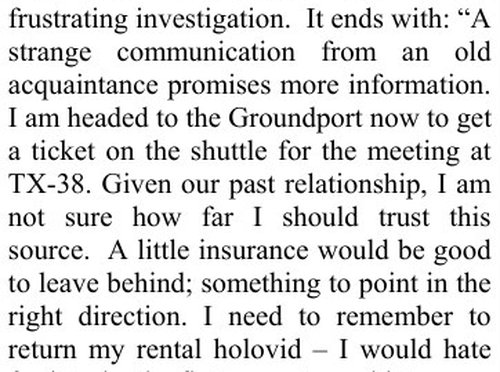 frustrating investigation.  It ends with: “A
strange communication from an old
acquaintance promises more information.
I am headed to the Groundport now to get
a ticket on the shuttle for the meeting at
TX-38. Given our past relationship, I am
not sure how far I should trust this
source.  A little insurance would be good
to leave behind; something to point in the
right direction. I need to remember to
return my rental holovid – I would hate